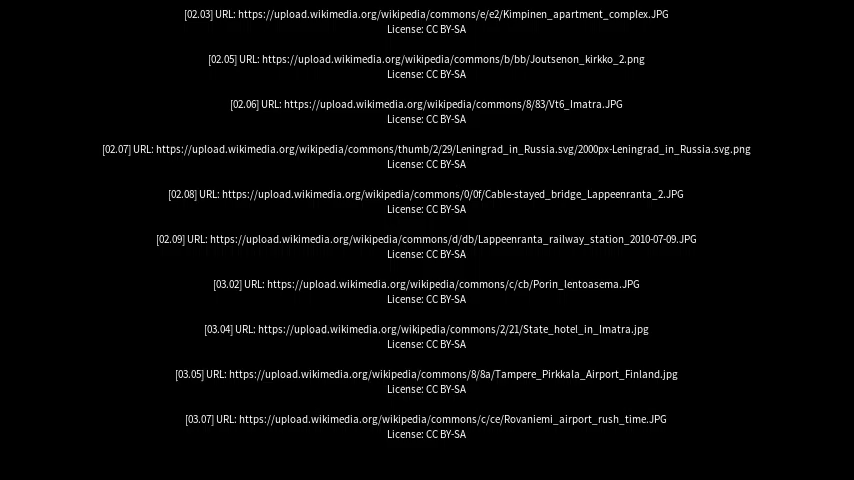 [02.03] URL: https://upload.wikimedia.org/wikipedia/commons/e/e2/Kimpinen_apartment_complex.JPG
License: CC BY-SA
[02.05] URL: https://upload.wikimedia.org/wikipedia/commons/b/bb/Joutsenon_kirkko_2.png
License: CC BY-SA
[02.06] URL: https://upload.wikimedia.org/wikipedia/commons/8/83/Vt6_Imatra.JPG
License: CC BY-SA
[02.07] URL: https://upload.wikimedia.org/wikipedia/commons/thumb/2/29/Leningrad_in_Russia.svg/2000px-Leningrad_in_Russia.svg.png
License: CC BY-SA
[02.08] URL: https://upload.wikimedia.org/wikipedia/commons/0/0f/Cable-stayed_bridge_Lappeenranta_2.JPG
License: CC BY-SA
[02.09] URL: https://upload.wikimedia.org/wikipedia/commons/d/db/Lappeenranta_railway_station_2010-07-09.JPG
License: CC BY-SA
[03.02] URL: https://upload.wikimedia.org/wikipedia/commons/c/cb/Porin_lentoasema.JPG
License: CC BY-SA
[03.04] URL: https://upload.wikimedia.org/wikipedia/commons/2/21/State_hotel_in_Imatra.jpg
License: CC BY-SA
[03.05] URL: https://upload.wikimedia.org/wikipedia/commons/8/8a/Tampere_Pirkkala_Airport_Finland.jpg
License: CC BY-SA
[03.07] URL: https://upload.wikimedia.org/wikipedia/commons/c/ce/Rovaniemi_airport_rush_time.JPG
License: CC BY-SA